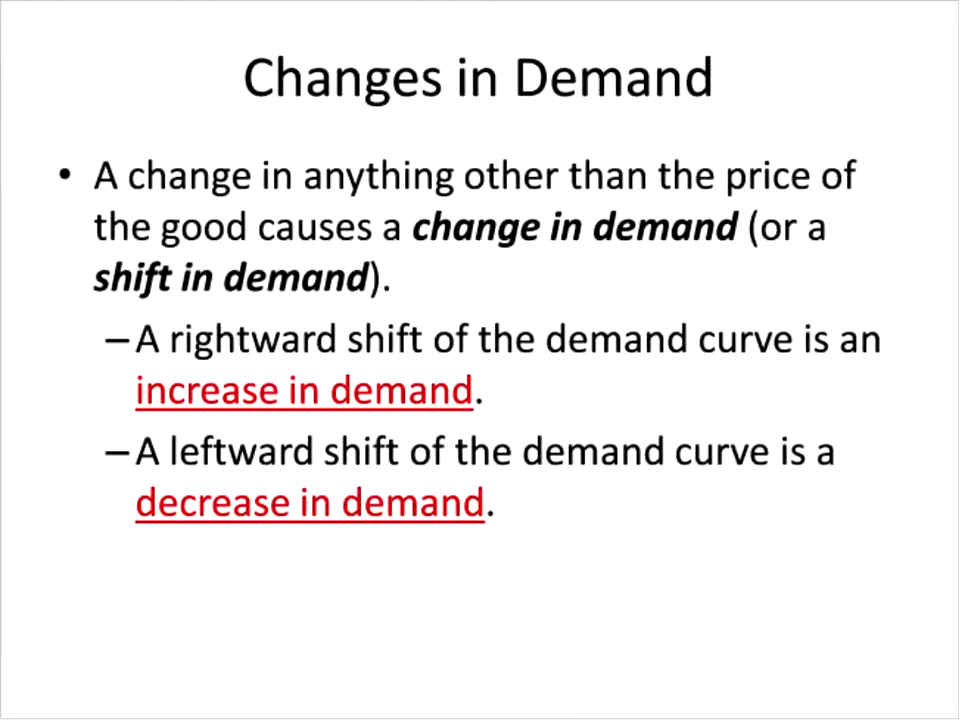 Changes in Demand
• A change in anything other than the price of
the good causes a change in demand (or a
shift in demand).
– A rightward shift of the demand curve is an
increase in demand.
– A leftward shift of the demand curve is a
decrease in demand.